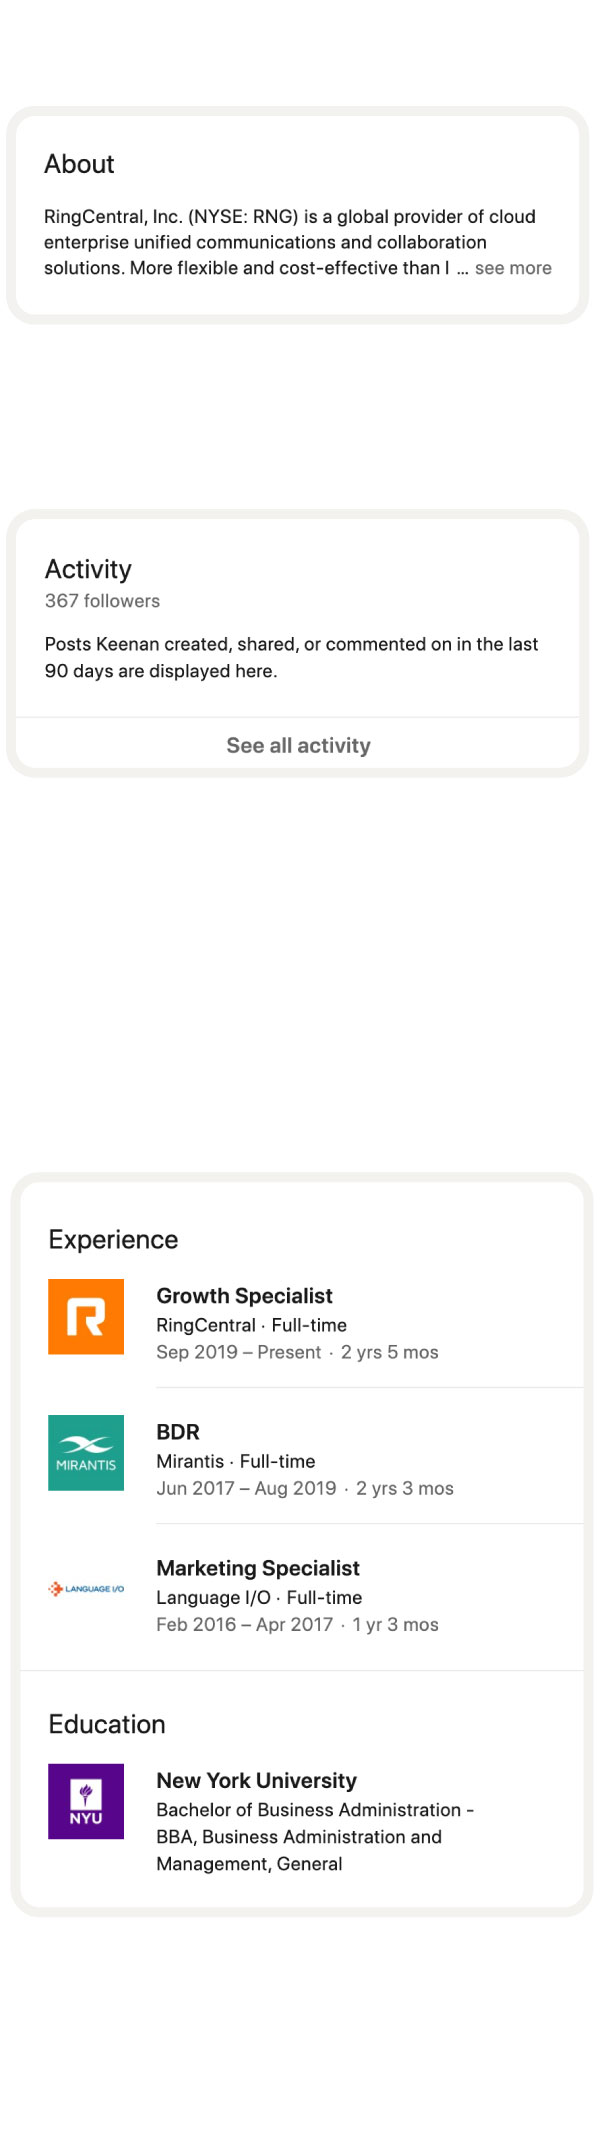 About
RingCentral, Inc. (NYSE: RNG) is a global provider of cloud
enterprise unified communications and collaboration
solutions. More flexible and cost-effective than l ... see more
Activity
367 followers
Posts Keenan created, shared, or commented on in the last
90 days are displayed here.
See all activity
Experience
Growth Specialist
RingCentral · Full-time
Sep 2019 – Present · 2 yrs 5 mos
MIRANTIS
BDR
Mirantis · Full-time
Jun 2017 – Aug 2019 · 2 yrs 3 mos
LANGUAGE I/O
Marketing Specialist
Language I/O · Full-time
Feb 2016 – Apr 2017 · 1 yr 3 mos
Education
NYU
New York University
Bachelor of Business Administration -
BBA, Business Administration and
Management, General